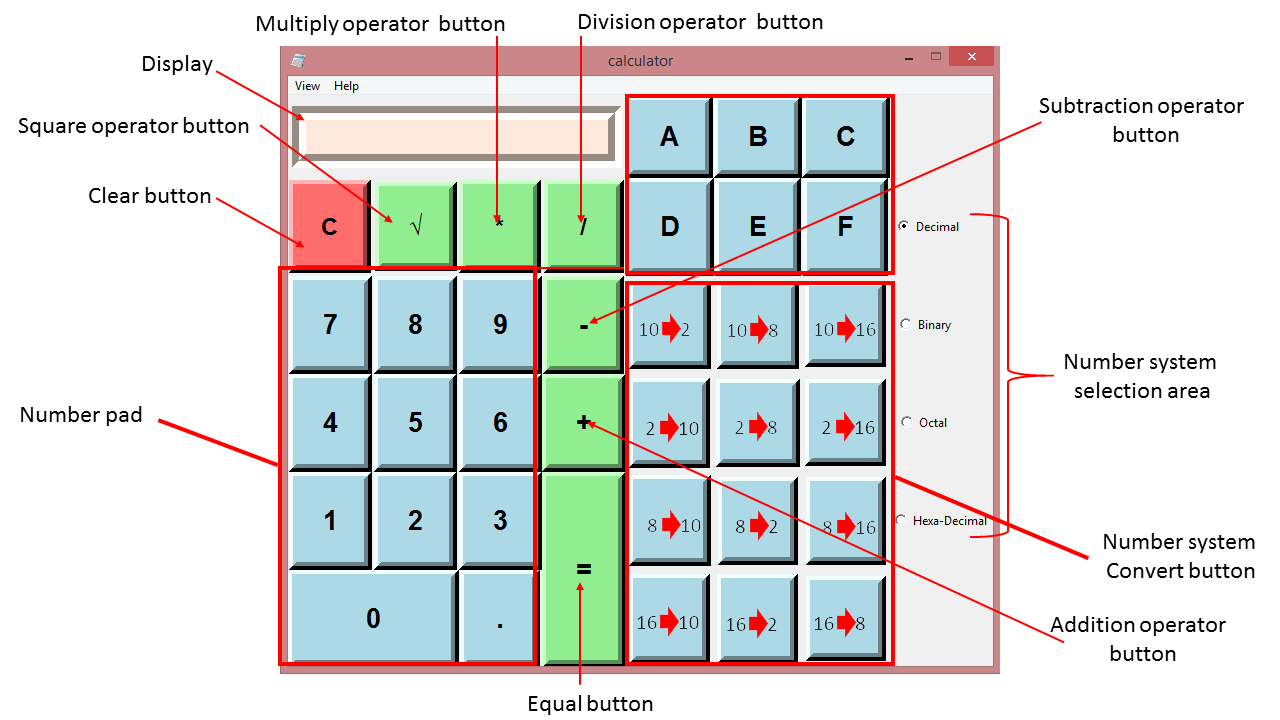 Multiply operator button
Division operator button
Display
calculator
Subtraction operator
button
View Help
Square operator button
A B C
Clear button
C √ * /
D E F
Decimal
7 8 9 -
10 2 10 8 10 16
Binary
Number system
selection area
Number pad
4 5 6 +
2 10 2 8 2 16
Octal
1 2 3
8 10 8 2 8 16
Hexa-Decimal
Number system
Convert button
=
0 .
16 10 16 2 16 8
Addition operator
button
Equal button